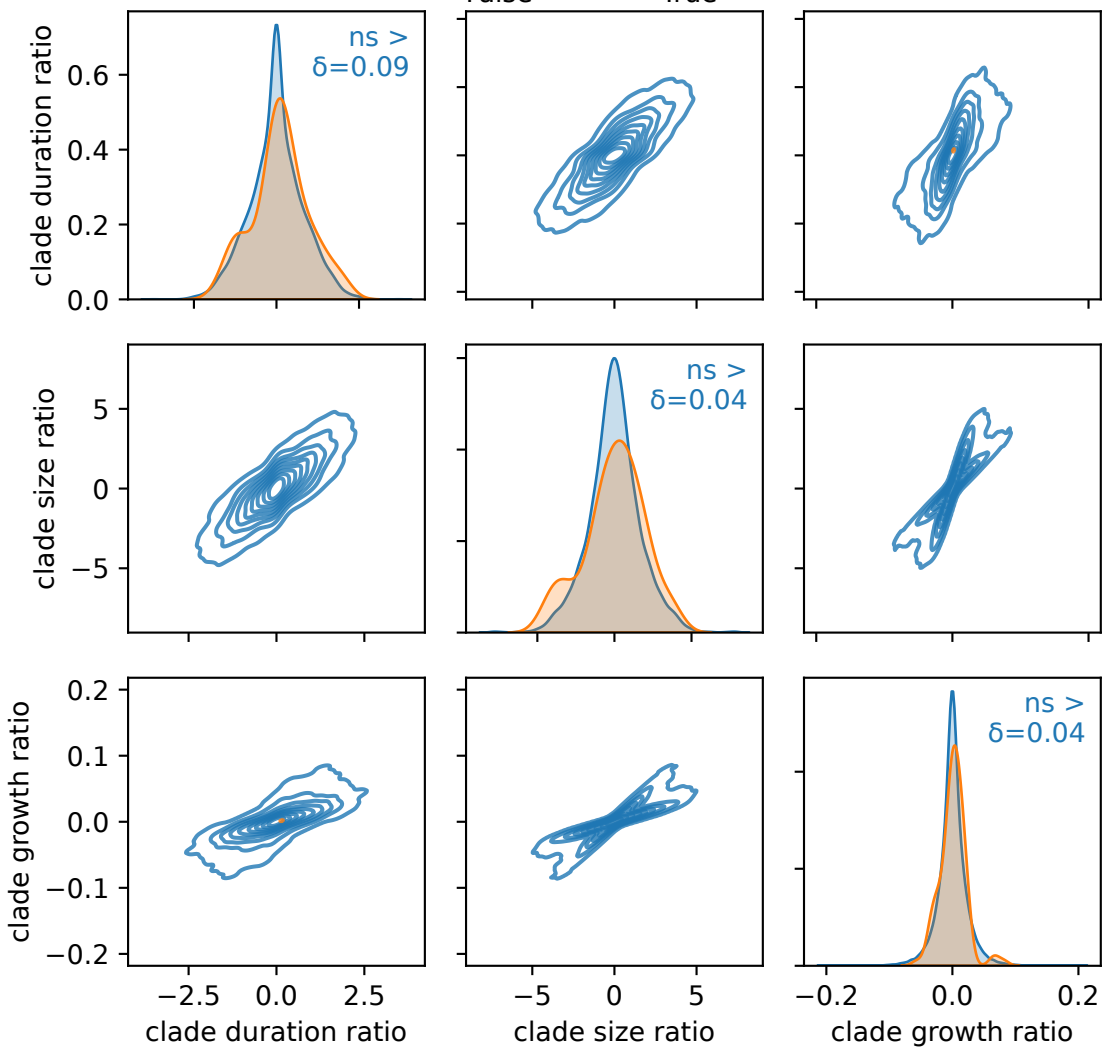 True
clade duration ratio
0.6
0.4
0.2
0.0
ns >
δ=0.09
clade size ratio
5
0
−5
ns >
δ=0.04
clade growth ratio
0.2
0.1
0.0
−0.1
−0.2
ns >
δ=0.04
−2.5
0.0
2.5
clade duration ratio
−5
0
5
clade size ratio
−0.2
0.0
0.2
clade growth ratio